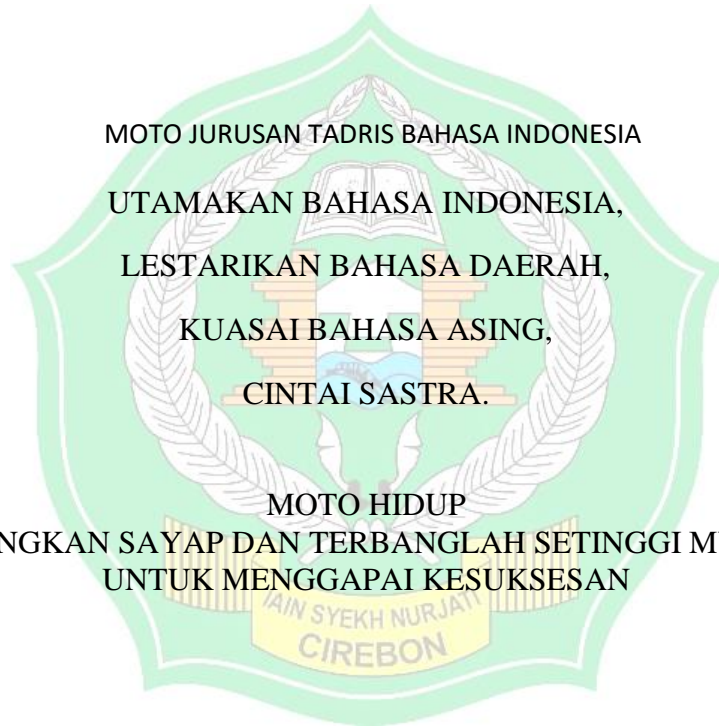 MOTO JURUSAN TADRIS BAHASA INDONESIA
UTAMAKAN BAHASA INDONESIA,
LESTARIKAN BAHASA DAERAH,
KUASAI BAHASA ASING,
CINTAI SASTRA.
MOTO HIDUP
SAYAP DAN TERBANGLAH SETINGGI
UNTUK MENGGAPAI KESUKSESAN
IAIN SYEKH NURJATI
CIREBON